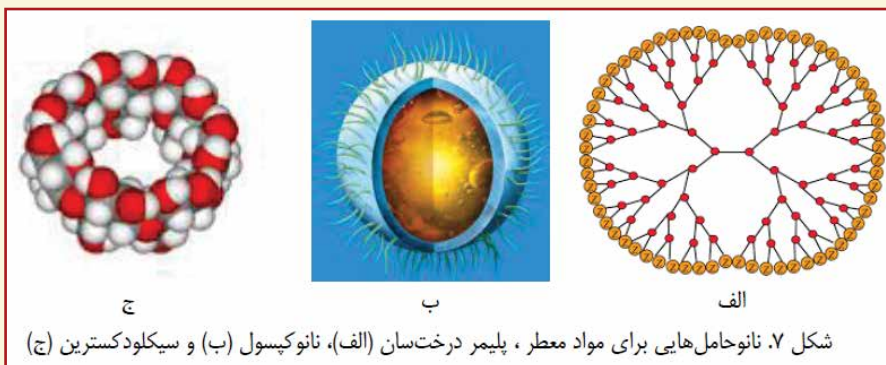 الف
ب
ج
شکل ۷. نانوحامل‌هایی برای مواد معطر ، پلیمر درخت‌سان (الف)، نانوکپسول (ب) و سیکلودکسترین (ج)